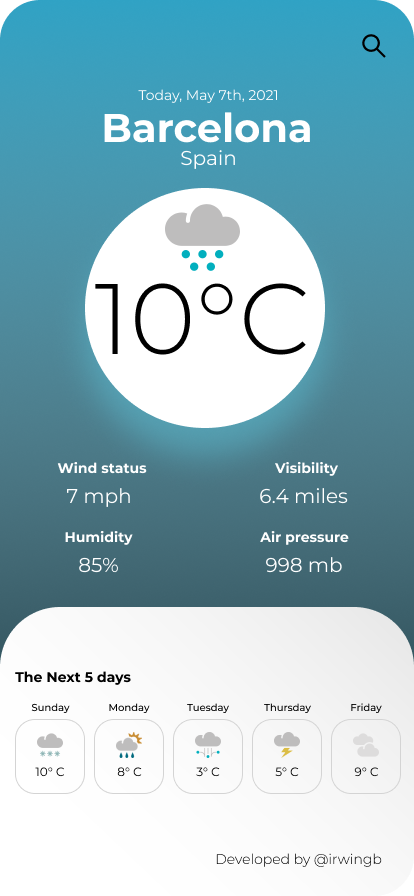 Today, May 7th, 2021
Barcelona
Spain
10°C
Wind status
Visibility
7 mph
6.4 miles
Humidity
Air pressure
85%
998 mb
The Next 5 days
Sunday
Monday
Tuesday
Thursday
Friday
10° C
8° C
3° C
5° C
9° C
Developed by @irwingb